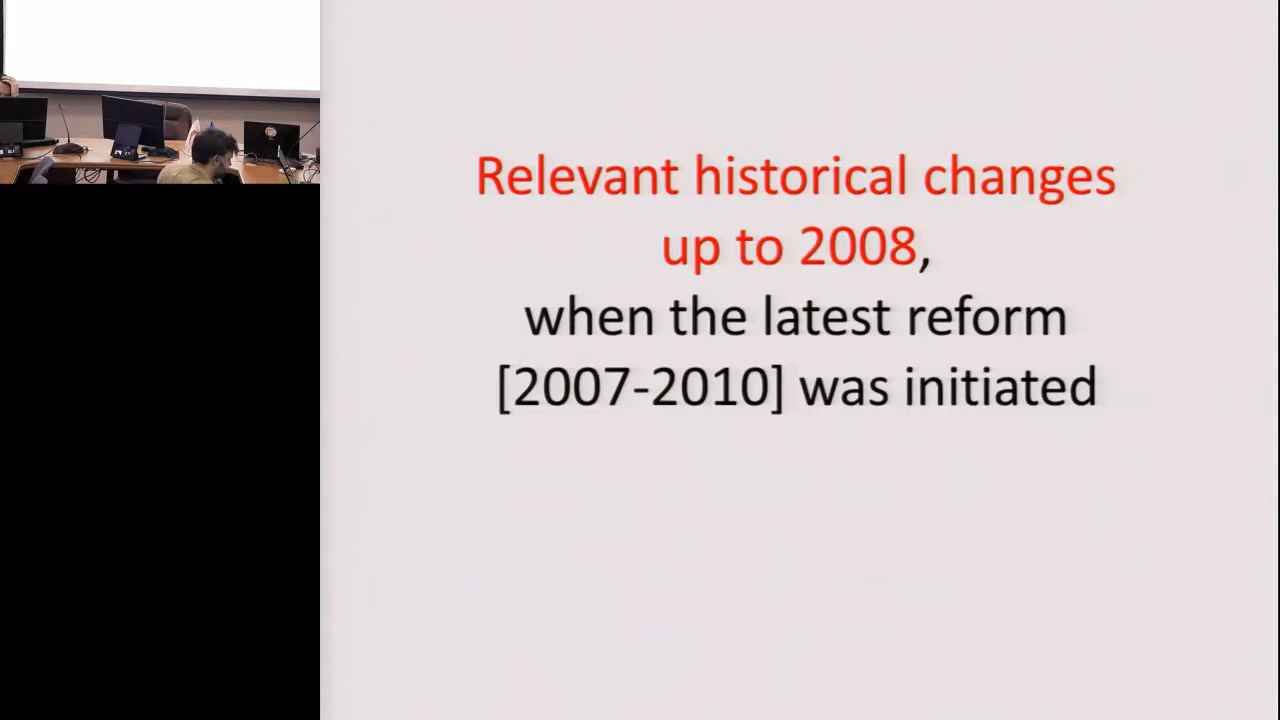 Relevant historical changes
up to 2008,
when the latest reform
[2007-2010] was initiated